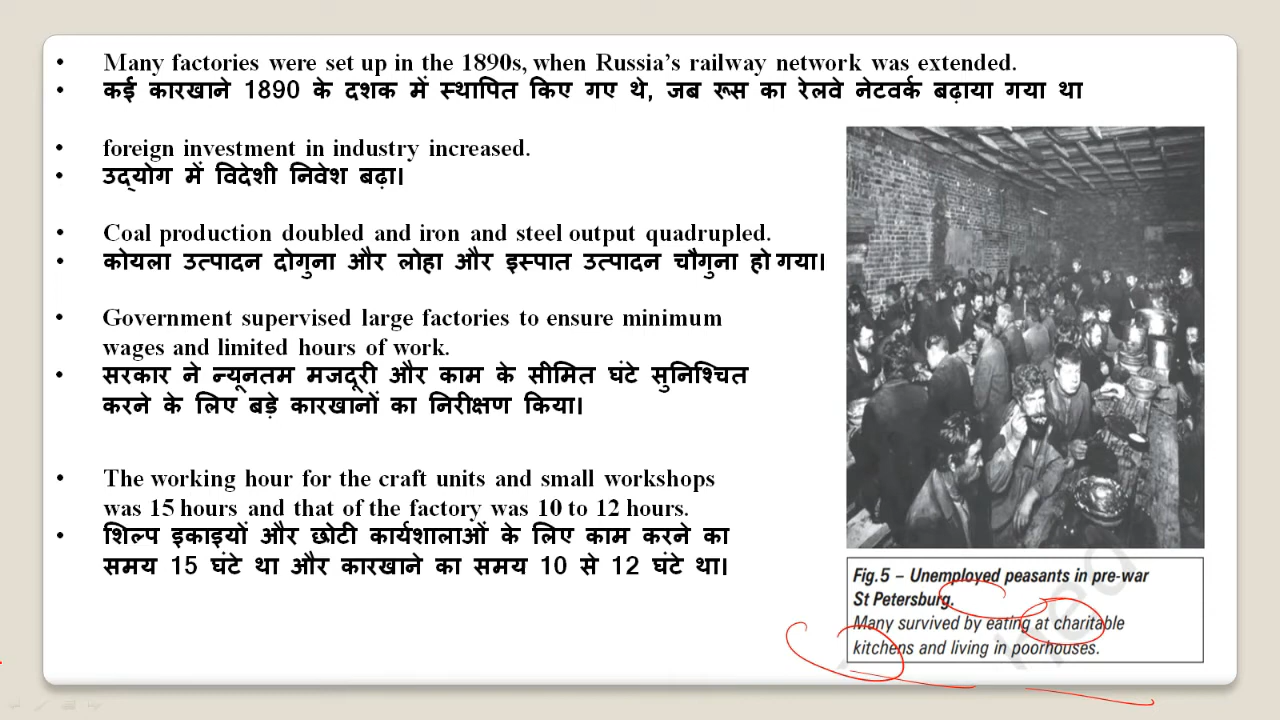 • Many factories were set up in the 1890s, when Russia’s railway network was extended.
• कई कारखाने 1890 के दशक में स्थापित किए गए थे, जब रूस का रेलवे नेटवर्क बढ़ाया गया था
• foreign investment in industry increased.
• उद्योग में विदेशी निवेश बढ़ा।
• Coal production doubled and iron and steel output quadrupled.
• कोयला उत्पादन दोगुना और लोहा और इस्पात उत्पादन चौगुना हो गया।
• Government supervised large factories to ensure minimum
wages and limited hours of work.
• सरकार ने न्यूनतम मजदूरी और काम के सीमित घंटे सुनिश्चित
करने के लिए बड़े कारखानों का निरीक्षण किया।
• The working hour for the craft units and small workshops
was 15 hours and that of the factory was 10 to 12 hours.
• शिल्प इकाइयों और छोटी कार्यशालाओं के लिए काम करने का
समय 15 घंटे था और कारखाने का समय 10 से 12 घंटे था।
Fig.5 – Unemployed peasants in pre-war
St Petersburg.
Many survived by eating at charitable
kitchens and living in poorhouses.